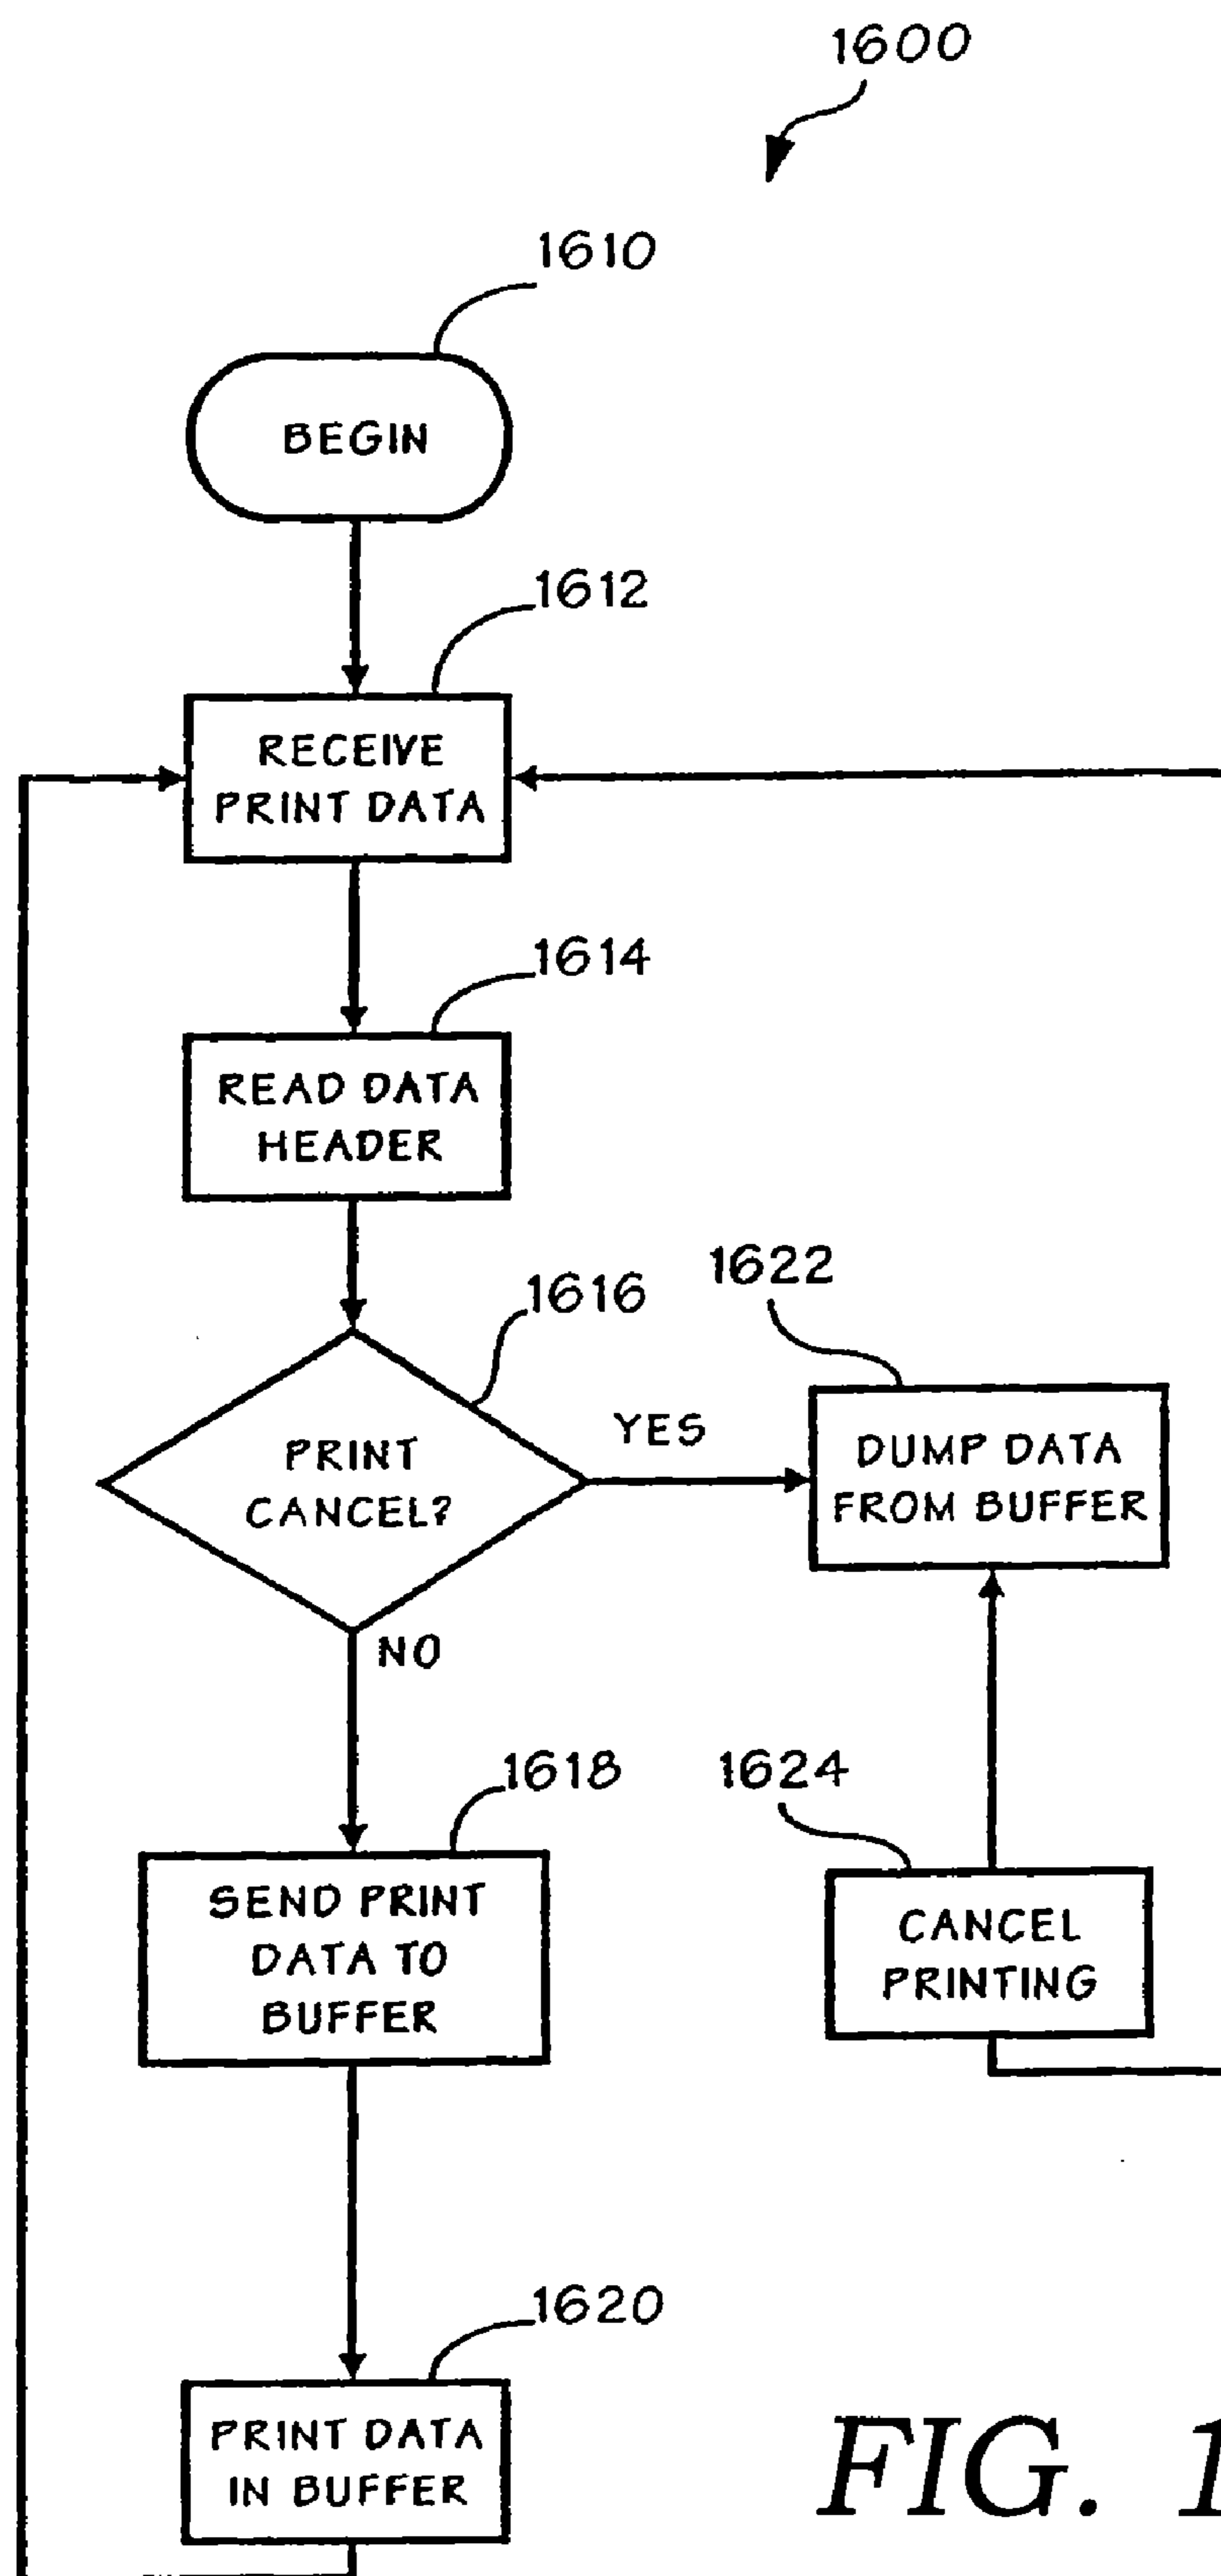 1600
1610
BEGIN
1612
RECEIVE
PRINT DATA
1614
READ DATA
HEADER
1616
PRINT
CANCEL?
YES
1622
DUMP DATA
FROM BUFFER
NO
1618
SEND PRINT
DATA TO
BUFFER
1624
CANCEL
PRINTING
1620
PRINT DATA
IN BUFFER
FIG. 1